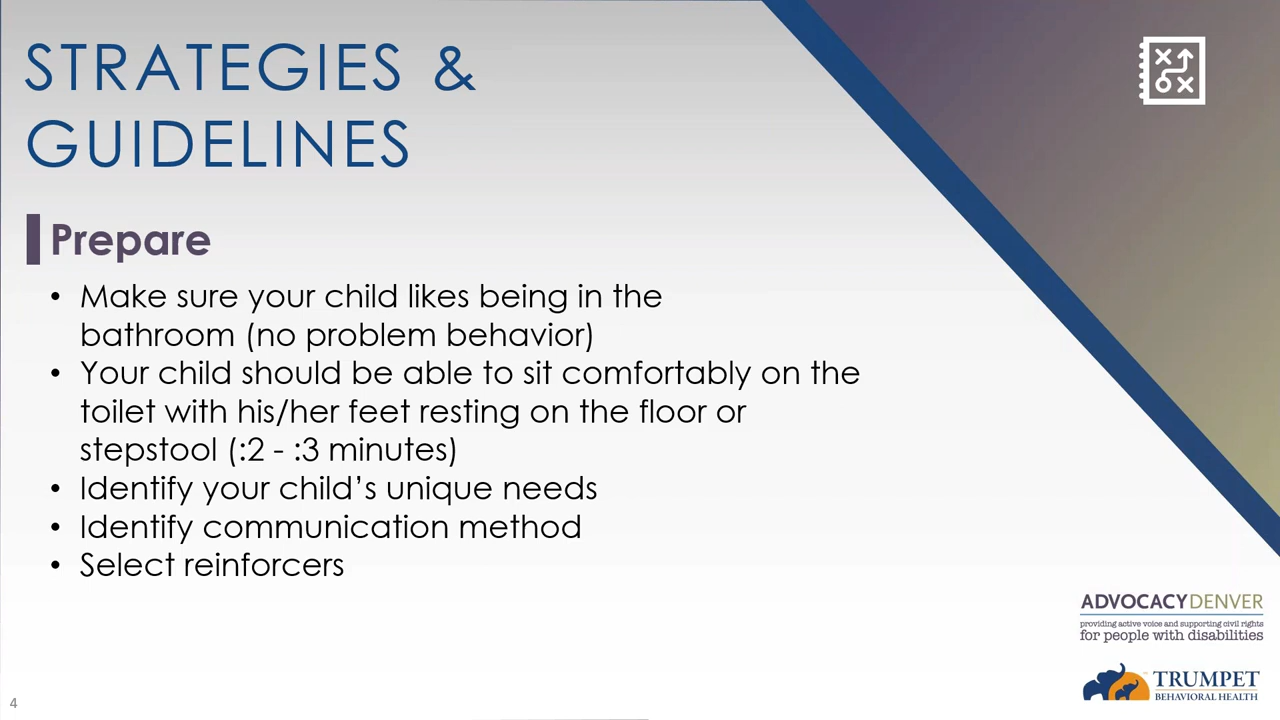 STRATEGIES &
GUIDELINES
Prepare
• Make sure your child likes being in the
bathroom (no problem behavior)
• Your child should be able to sit comfortably on the
toilet with his/her feet resting on the floor or
stepstool (:2 - :3 minutes)
• Identify your child’s unique needs
• Identify communication method
• Select reinforcers
ADVOCACYDENVER
providing active voice and supporting civil rights
for people with disabilities
TRUMPET
BEHAVIORAL HEALTH
4